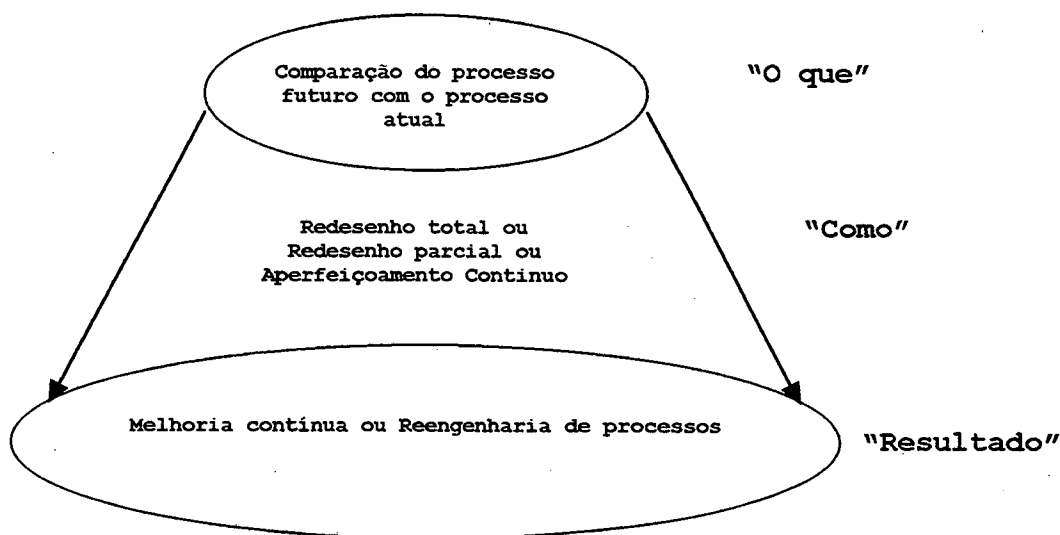 Comparação do processo
futuro com o processo
atual
"O que"
Redesenho total ou
Redesenho parcial ou
Aperfeiçoamento Continuo
"Como"
Melhoria contínua ou Reengenharia de processos
"Resultado"